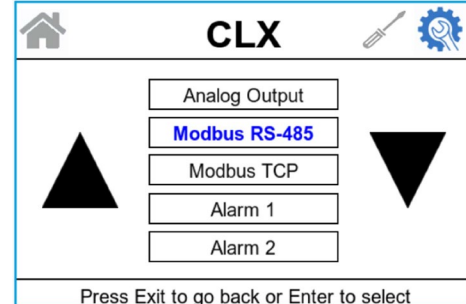 CLX
Analog Output
Modbus RS-485
Modbus TCP
Alarm 1
Alarm 2
Press Exit to go back or Enter to select